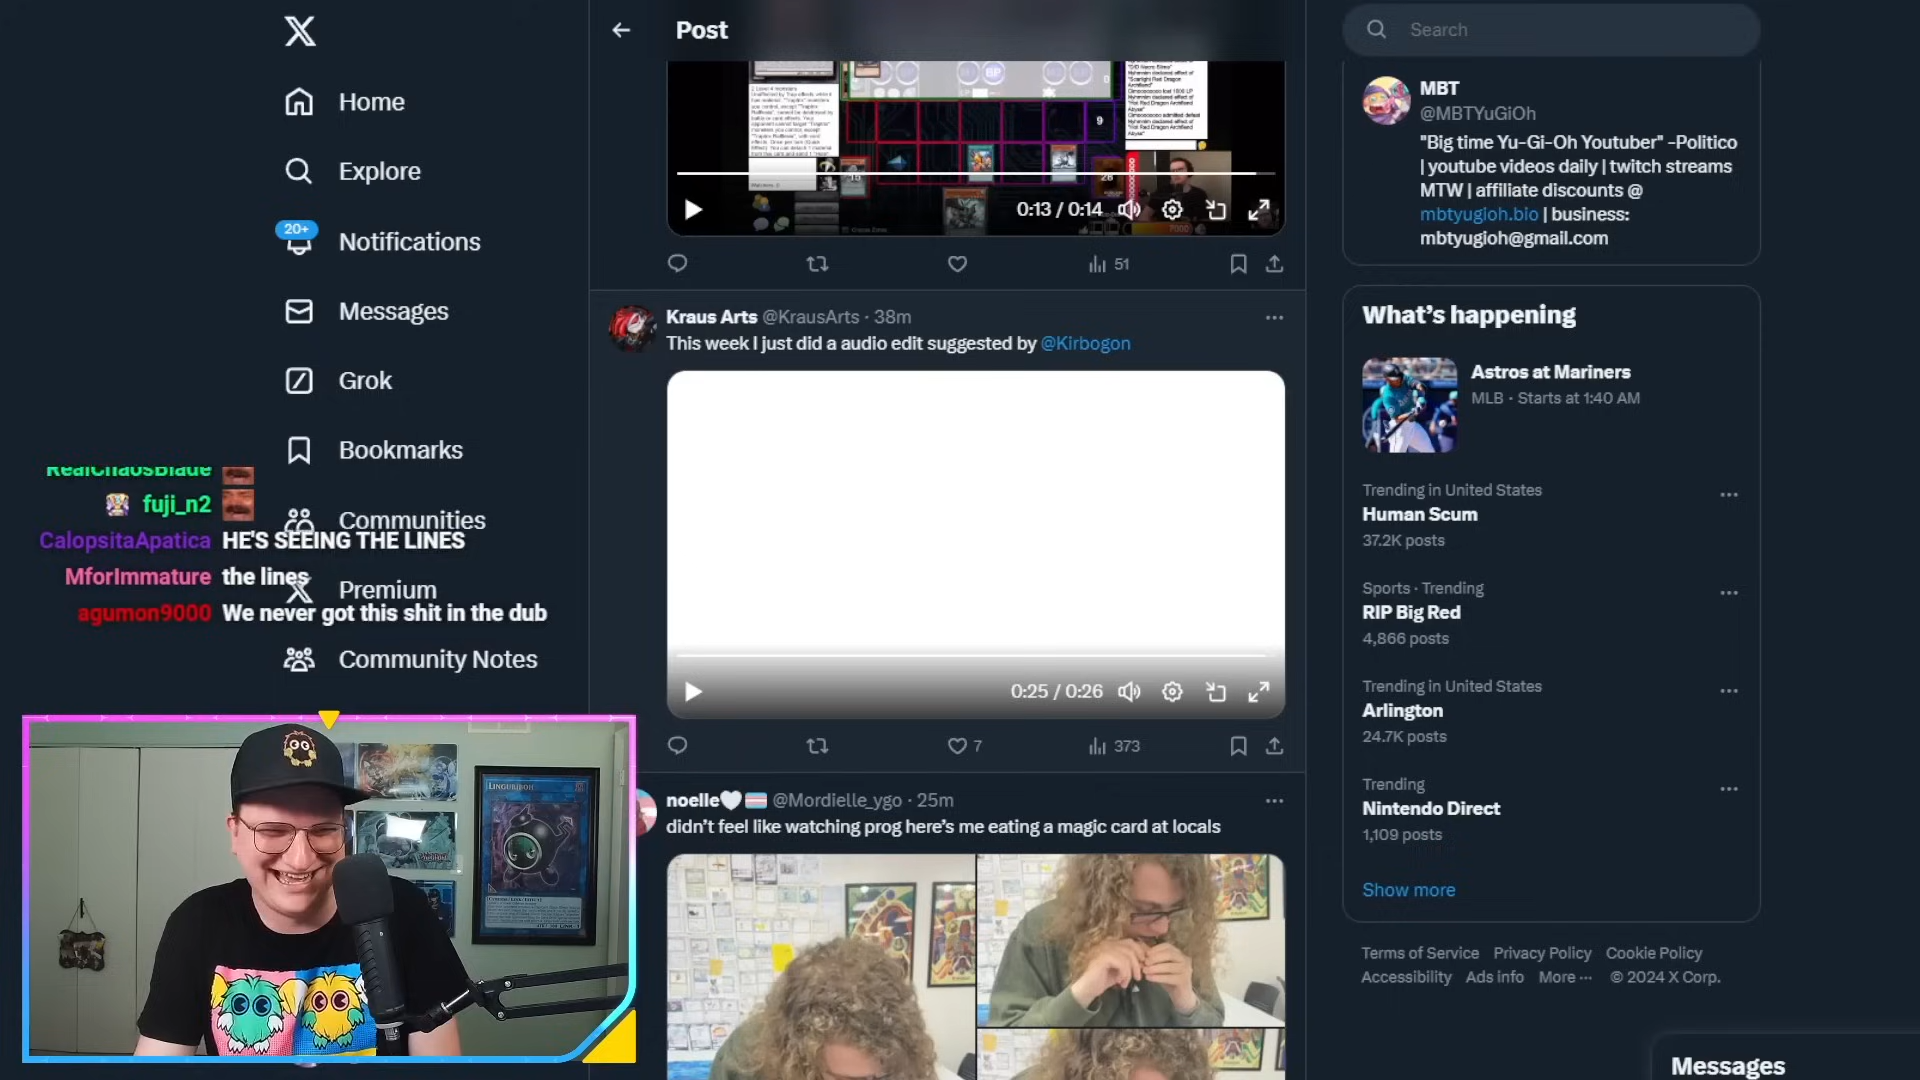 Home
Explore
20+
Notifications
Messages
Grok
Bookmarks
Communities
Premium
Community Notes
RealChaosBlade
fuji_n2
CalopsitaApatica HE'S SEEING THE LINES
MforImmature the lines
agumon9000 We never got this shit in the dub
LINGURIBOH
Post
BP
0
9
15
28
7000
0:13 / 0:14
51
Kraus Arts @KrausArts · 38m
This week I just did a audio edit suggested by @Kirbogon
0:25 / 0:26
7
373
noelle @Mordielle_ygo · 25m
didn't feel like watching prog here's me eating a magic card at locals
Search
MBT
@MBTYuGiOh
"Big time Yu-Gi-Oh Youtuber" -Politico
| youtube videos daily | twitch streams
MTW | affiliate discounts @
mbtyugioh.bio | business:
mbtyugioh@gmail.com
What's happening
Astros at Mariners
MLB · Starts at 1:40 AM
Trending in United States
Human Scum
37.2K posts
Sports · Trending
RIP Big Red
4,866 posts
Trending in United States
Arlington
24.7K posts
Trending
Nintendo Direct
1,109 posts
Show more
Terms of Service Privacy Policy Cookie Policy
Accessibility Ads info More ··· © 2024 X Corp.
Messages